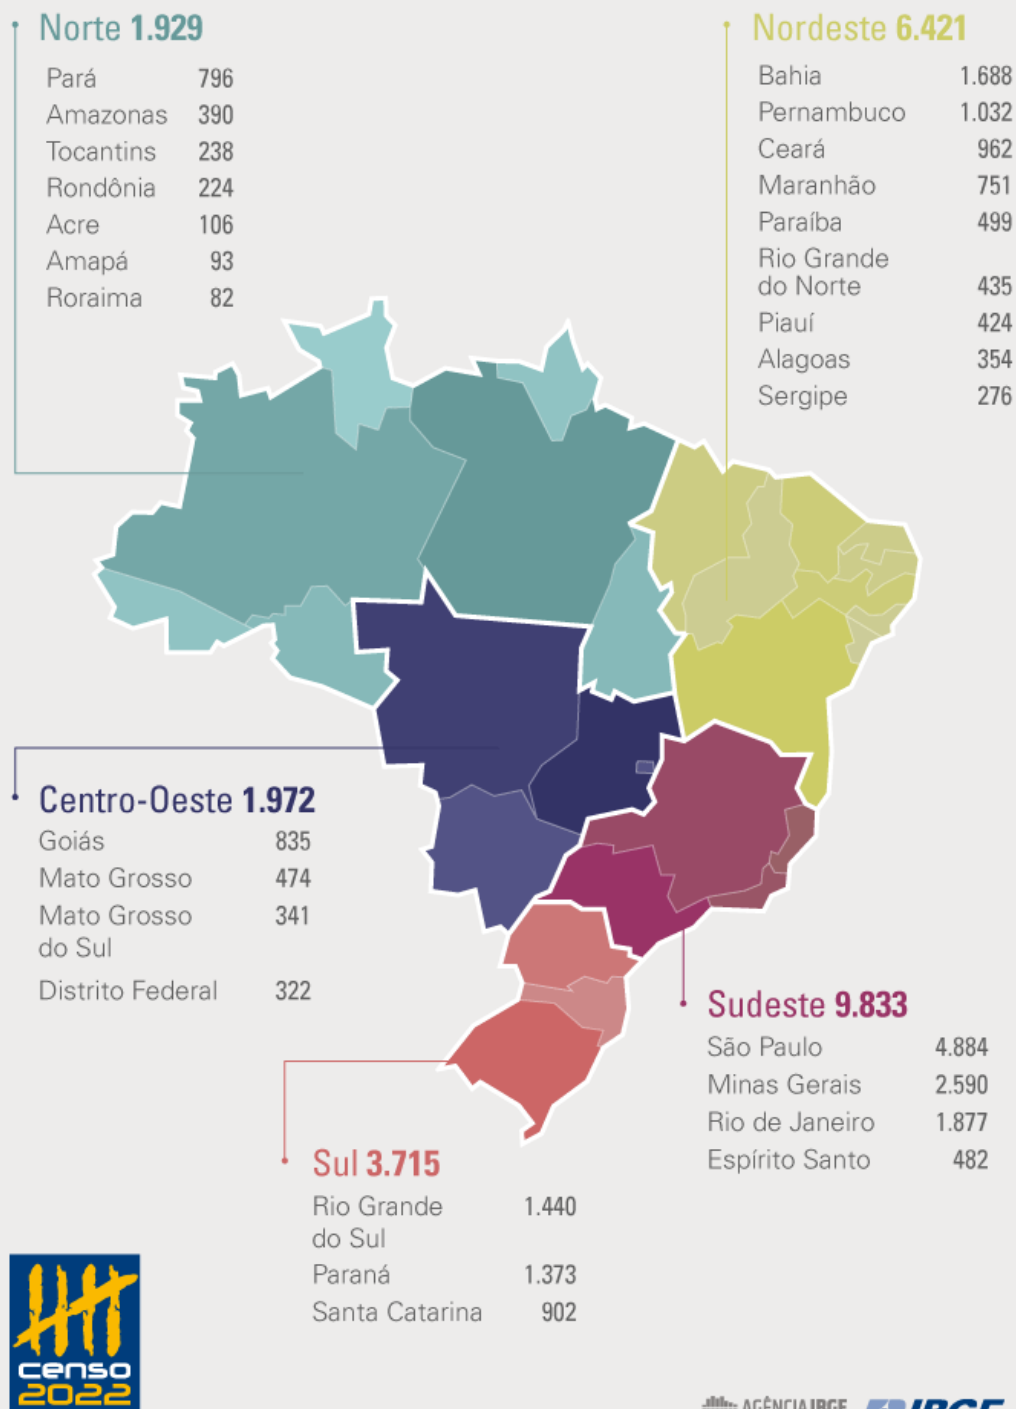 Norte 1.929
Pará 796
Amazonas 390
Tocantins 238
Rondônia 224
Acre 106
Amapá 93
Roraima 82
Nordeste 6.421
Bahia 1.688
Pernambuco 1.032
Ceará 962
Maranhão 751
Paraíba 499
Rio Grande
do Norte 435
Piauí 424
Alagoas 354
Sergipe 276
Centro-Oeste 1.972
Goiás 835
Mato Grosso 474
Mato Grosso 341
do Sul
Distrito Federal 322
Sudeste 9.833
São Paulo 4.884
Minas Gerais 2.590
Rio de Janeiro 1.877
Espírito Santo 482
Sul 3.715
Rio Grande 1.440
do Sul
Paraná 1.373
Santa Catarina 902
censo
2022
AGÊNCIA IBGE
IBGE